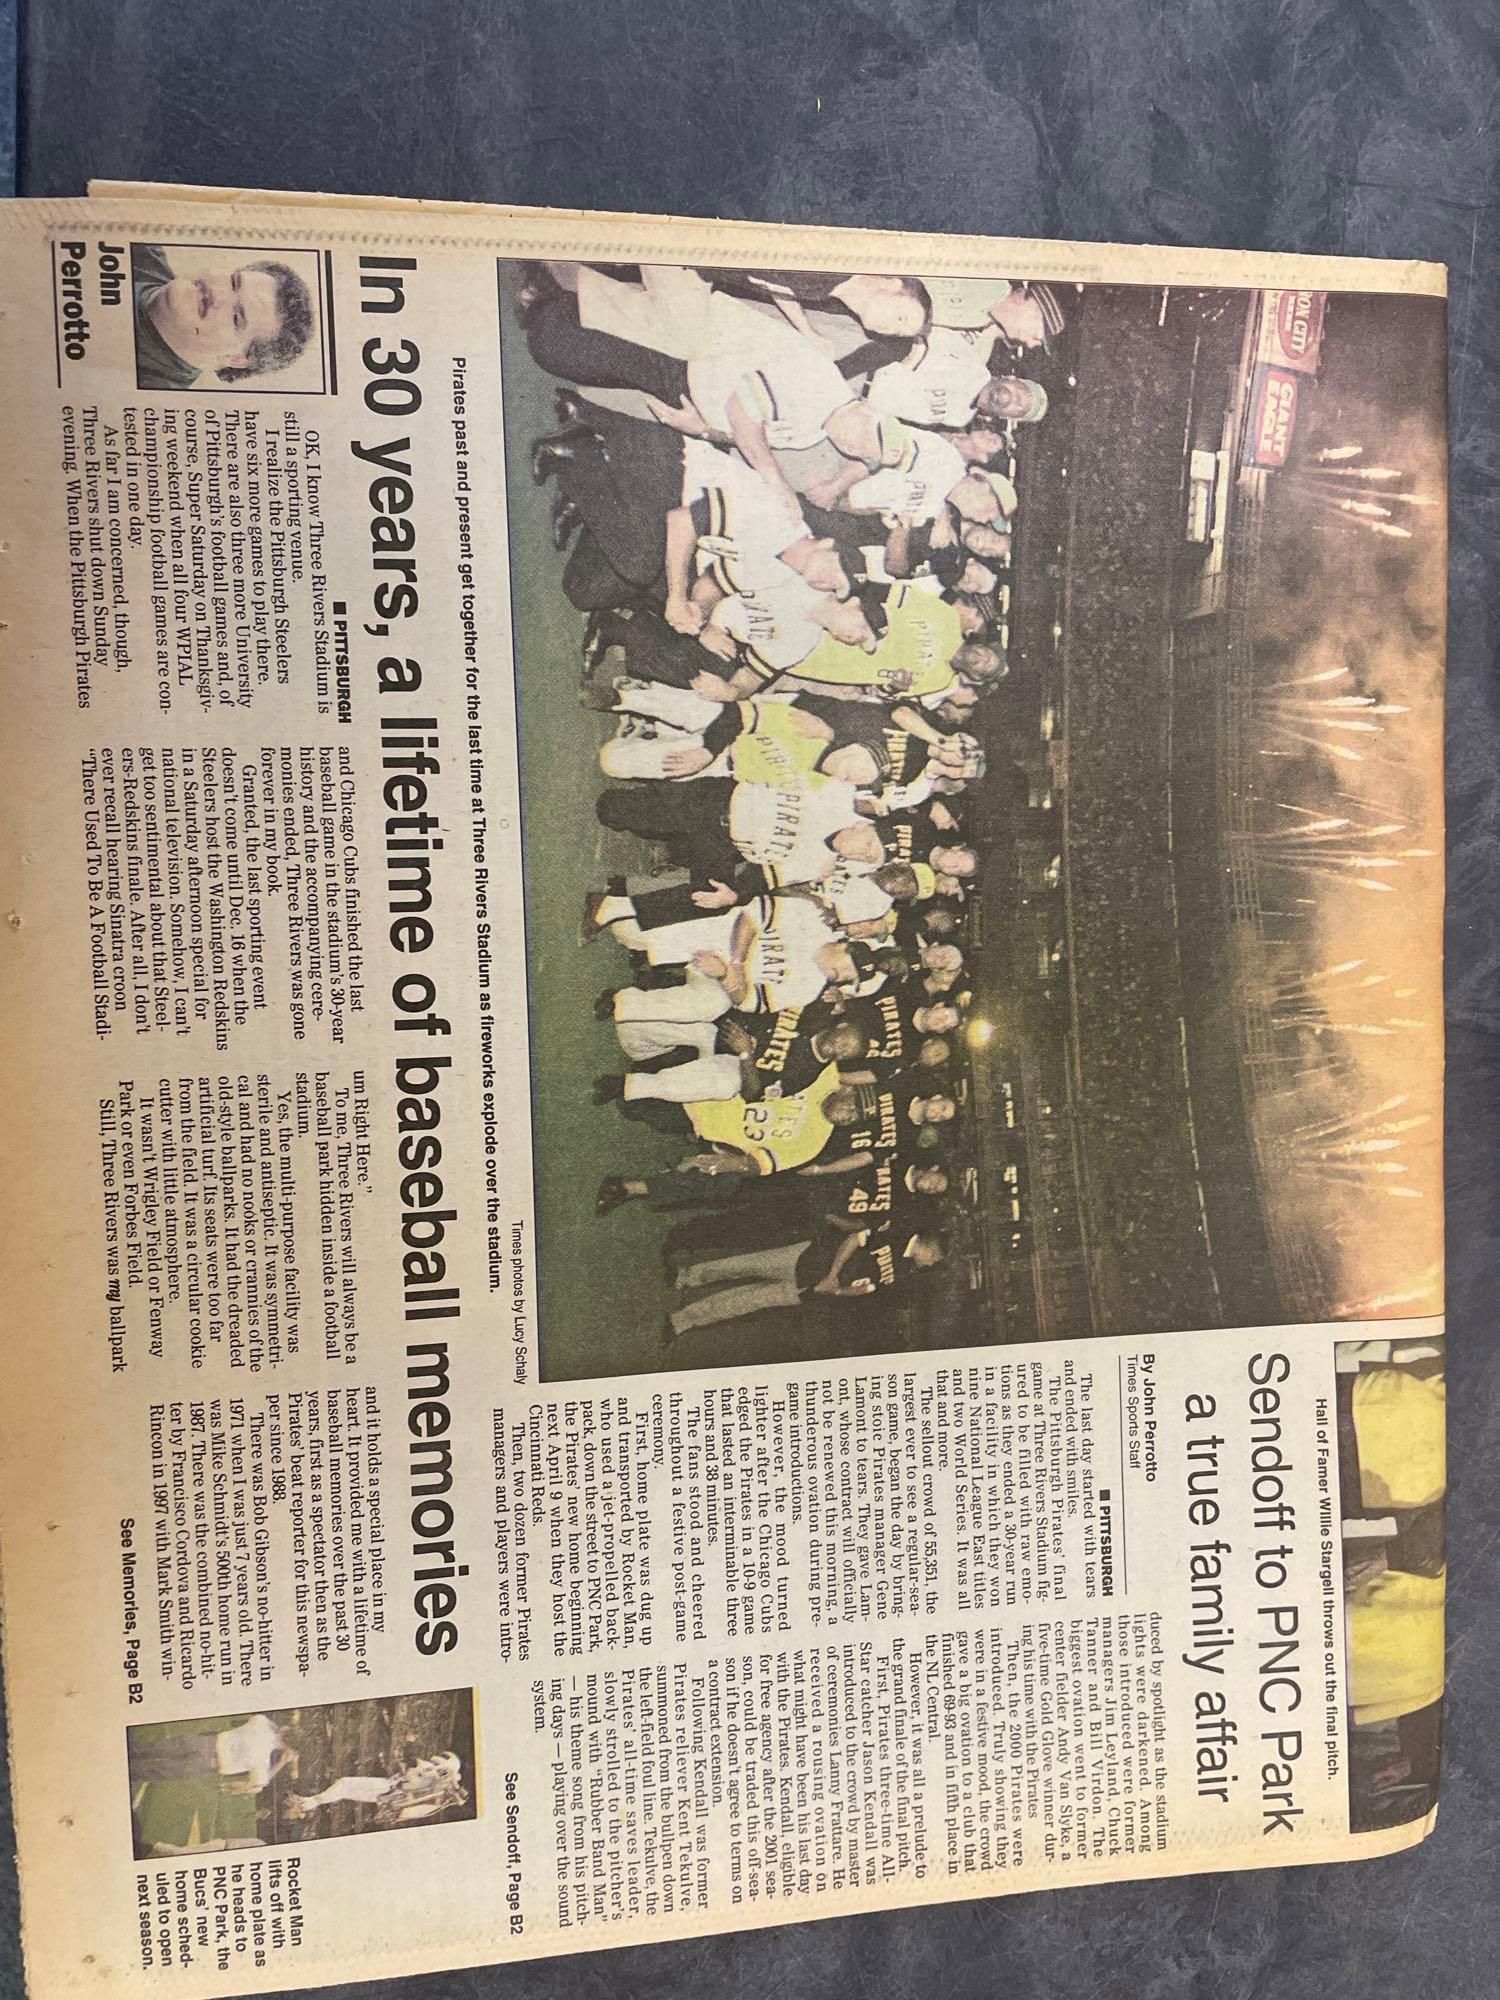 Hall of Famer Willie Stargell throws out the final pitch.
Sendoff to PNC Park
a true family affair
By John Perrotto
Times Sports Staff
■ PITTSBURGH
The last day started with tears
and ended with smiles.
The Pittsburgh Pirates' final
game at Three Rivers Stadium fig-
ured to be filled with raw emo-
tions as they ended a 30-year run
in a facility in which they won
nine National League East titles
and two World Series. It was all
that and more.
The sellout crowd of 55,351, the
largest ever to see a regular-sea-
son game, began the day by bring-
ing stoic Pirates manager Gene
Lamont to tears. They gave Lam-
ont, whose contract will officially
not be renewed this morning, a
thunderous ovation during pre-
game introductions.
However, the mood turned
lighter after the Chicago Cubs
edged the Pirates in a 10-9 game
that lasted an interminable three
hours and 38 minutes.
The fans stood and cheered
throughout a festive post-game
ceremony.
First, home plate was dug up
and transported by Rocket Man,
who used a jet-propelled back-
pack, down the street to PNC Park,
the Pirates' new home beginning
next April 9 when they host the
Cincinnati Reds.
Then, two dozen former Pirates
managers and players were intro-
duced by spotlight as the stadium
lights were darkened. Among
those introduced were former
managers Jim Leyland, Chuck
Tanner and Bill Virdon. The
biggest ovation went to former
center fielder Andy Van Slyke, a
five-time Gold Glove winner dur-
ing his time with the Pirates
Then, the 2000 Pirates were
introduced. Truly showing they
were in a festive mood, the crowd
gave a big ovation to a club that
finished 69-93 and in fifth place in
the NL Central.
However, it was all a prelude to
the grand finale of the final pitch.
First, Pirates three-time All-
Star catcher Jason Kendall was
introduced to the crowd by master
of ceremonies Lanny Frattare. He
received a rousing ovation on
what might have been his last day
with the Pirates. Kendall, eligible
for free agency after the 2001 sea-
son, could be traded this off-sea-
son if he doesn't agree to terms on
a contract extension.
Following Kendall was former
Pirates reliever Kent Tekulve,
summoned from the bullpen down
the left-field foul line. Tekulve, the
Pirates' all-time saves leader,
slowly strolled to the pitcher's
mound with "Rubber Band Man"
— his theme song from his pitch-
ing days — playing over the sound
system.
See Sendoff, Page B2
IRON CITY
GIANT
EAGLE
PIRATES
23
16
49
6
8
Times photos by Lucy Schaly
Pirates past and present get together for the last time at Three Rivers Stadium as fireworks explode over the stadium.
In 30 years, a lifetime of baseball memories
John
Perrotto
■ PITTSBURGH
OK, I know Three Rivers Stadium is
still a sporting venue.
I realize the Pittsburgh Steelers
have six more games to play there.
There are also three more University
of Pittsburgh's football games and, of
course, Super Saturday on Thanksgiv-
ing weekend when all four WPIAL
championship football games are con-
tested in one day.
As far I am concerned, though,
Three Rivers shut down Sunday
evening. When the Pittsburgh Pirates
and Chicago Cubs finished the last
baseball game in the stadium's 30-year
history and the accompanying cere-
monies ended, Three Rivers was gone
forever in my book.
Granted, the last sporting event
doesn't come until Dec. 16 when the
Steelers host the Washington Redskins
in a Saturday afternoon special for
national television. Somehow, I can't
get too sentimental about that Steel-
ers-Redskins finale. After all, I don't
ever recall hearing Sinatra croon
"There Used To Be A Football Stadi-
um Right Here."
To me, Three Rivers will always be a
baseball park hidden inside a football
stadium.
Yes, the multi-purpose facility was
sterile and antiseptic. It was symmetri-
cal and had no nooks or crannies of the
old-style ballparks. It had the dreaded
artificial turf. Its seats were too far
from the field. It was a circular cookie
cutter with little atmosphere.
It wasn't Wrigley Field or Fenway
Park or even Forbes Field.
Still, Three Rivers was my ballpark
and it holds a special place in my
heart. It provided me with a lifetime of
baseball memories over the past 30
years, first as a spectator then as the
Pirates' beat reporter for this newspa-
per since 1988.
There was Bob Gibson's no-hitter in
1971 when I was just 7 years old. There
was Mike Schmidt's 500th home run in
1987. There was the combined no-hit-
ter by Francisco Cordova and Ricardo
Rincon in 1997 with Mark Smith win-
See Memories, Page B2
Rocket Man
lifts off with
home plate as
he heads to
PNC Park, the
Bucs' new
home sched-
uled to open
next season.